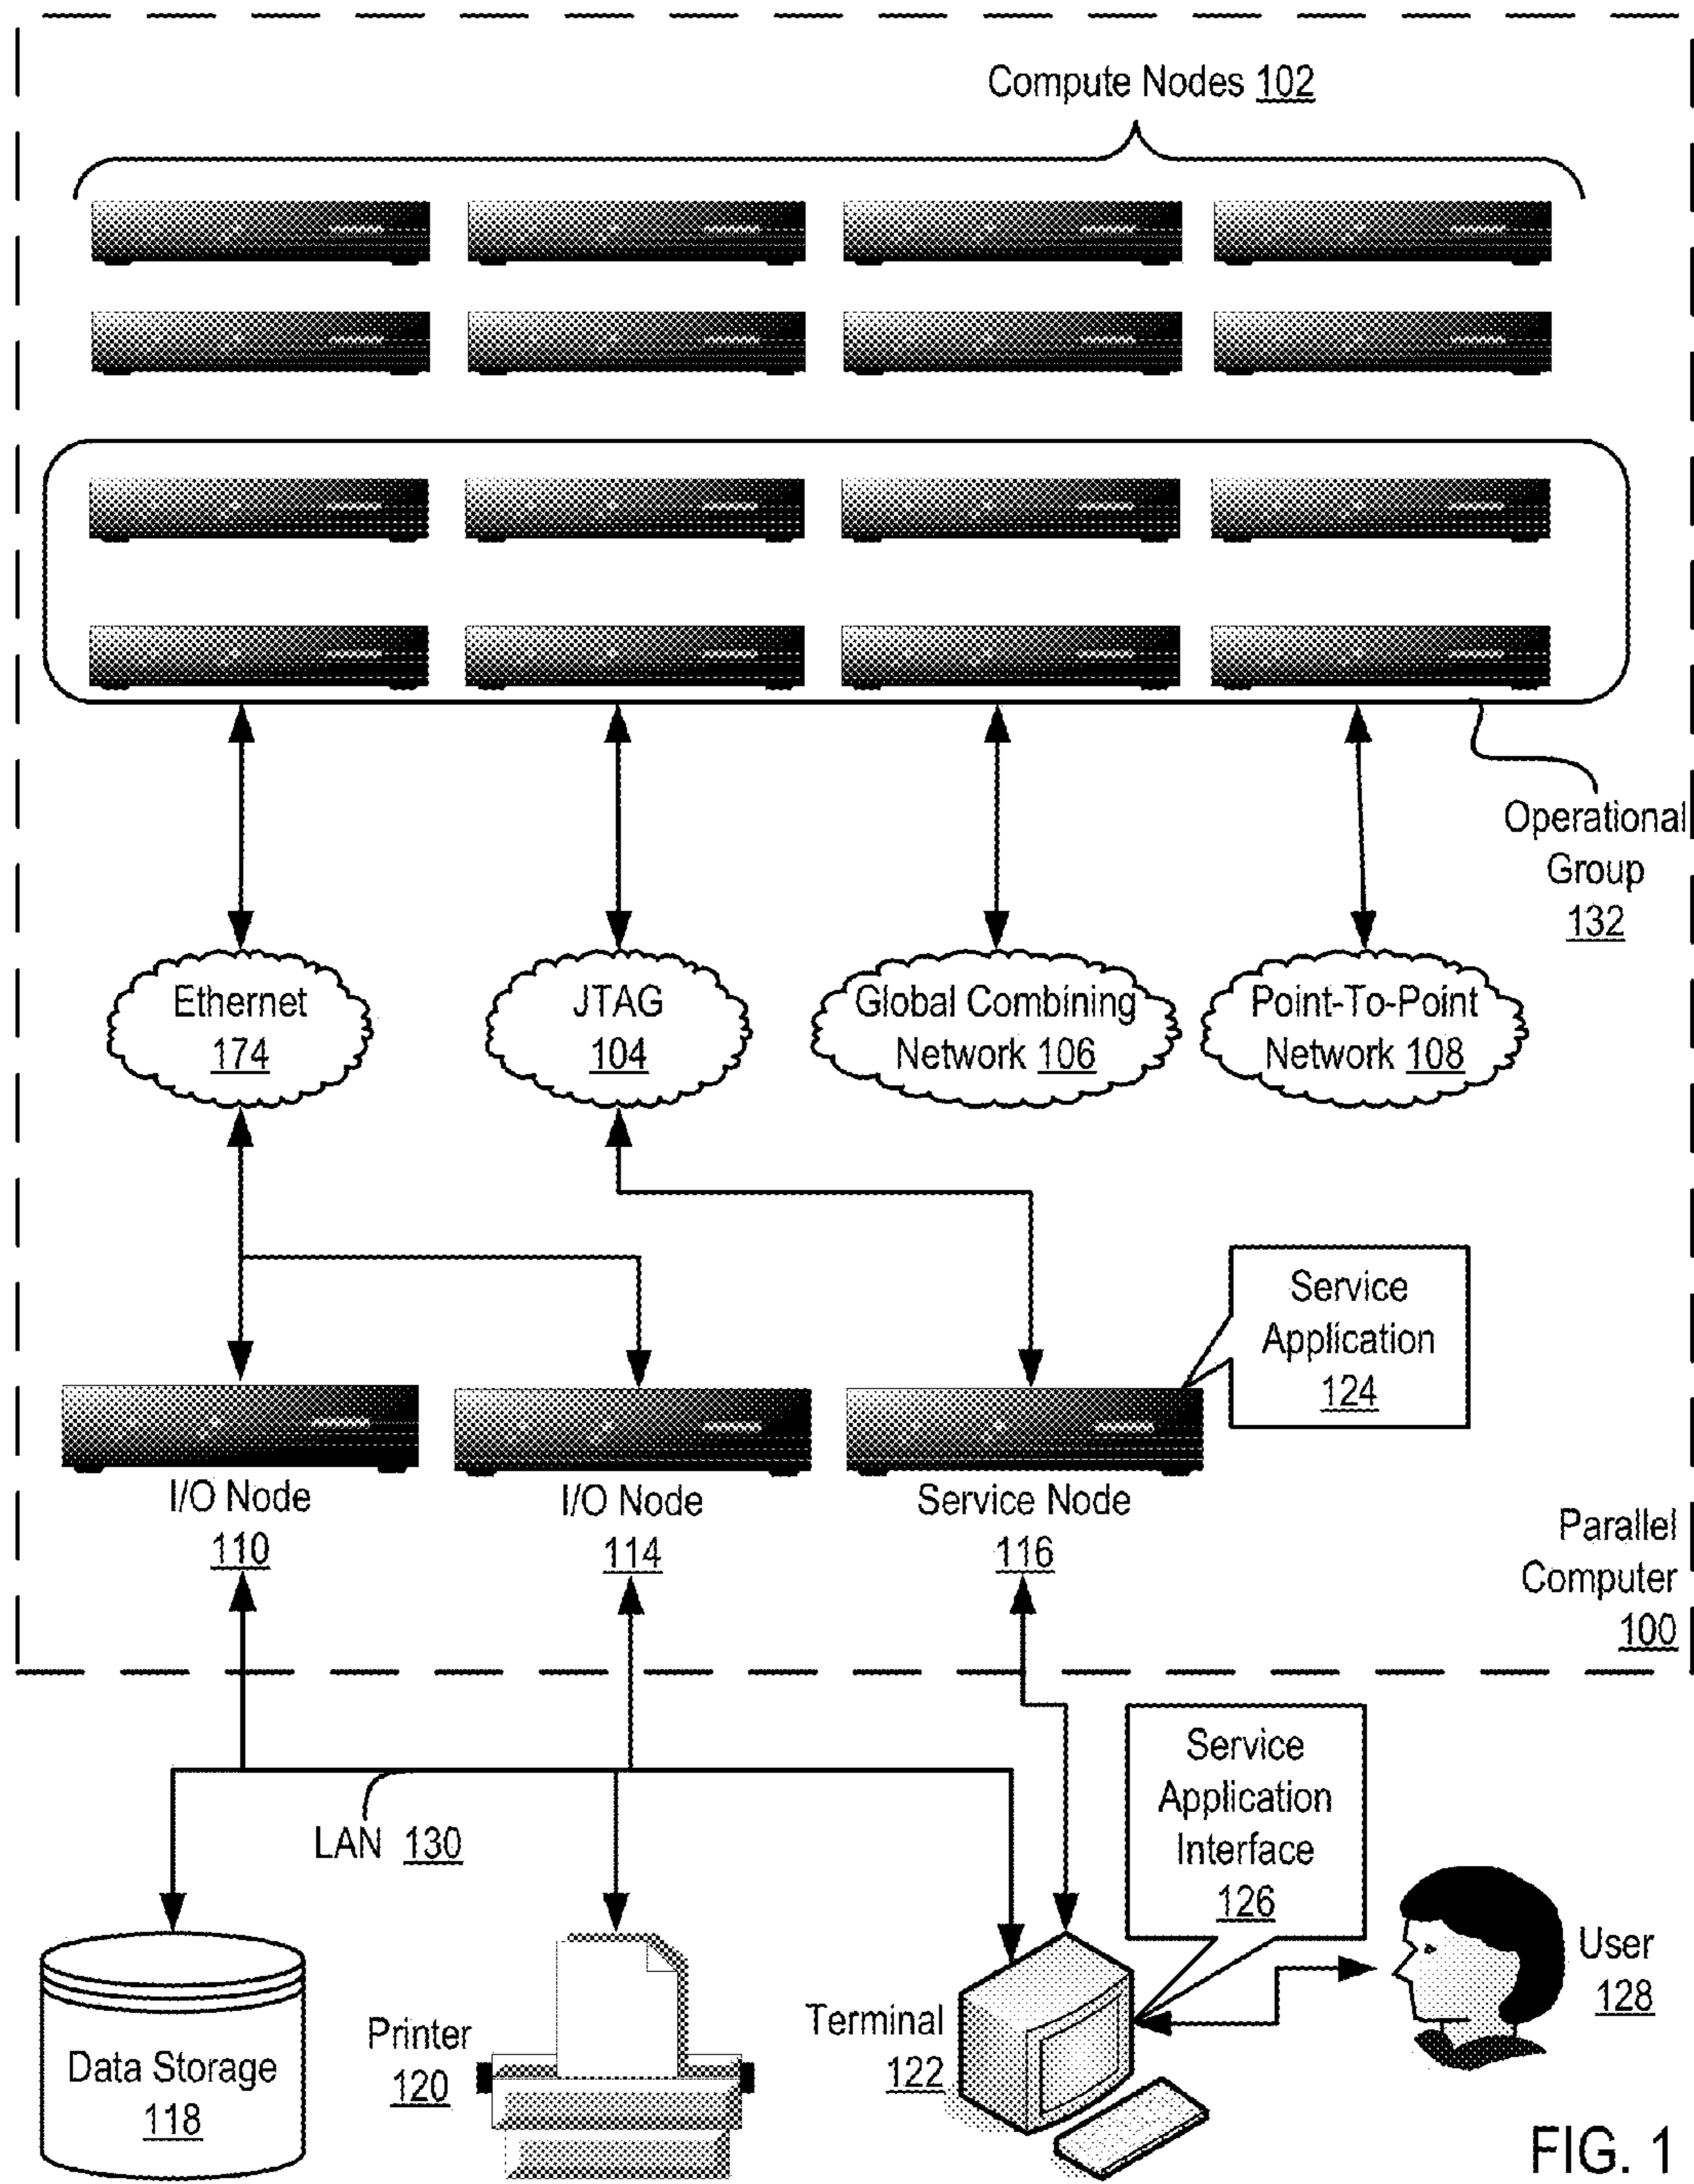 Compute Nodes 102
Operational
Group
132
Ethernet
174
JTAG
104
Global Combining
Network 106
Point-To-Point
Network 108
Service
Application
124
I/O Node
110
I/O Node
114
Service Node
116
Parallel
Computer
100
LAN 130
Service
Application
Interface
126
Data Storage
118
Printer
120
Terminal
122
User
128
FIG. 1